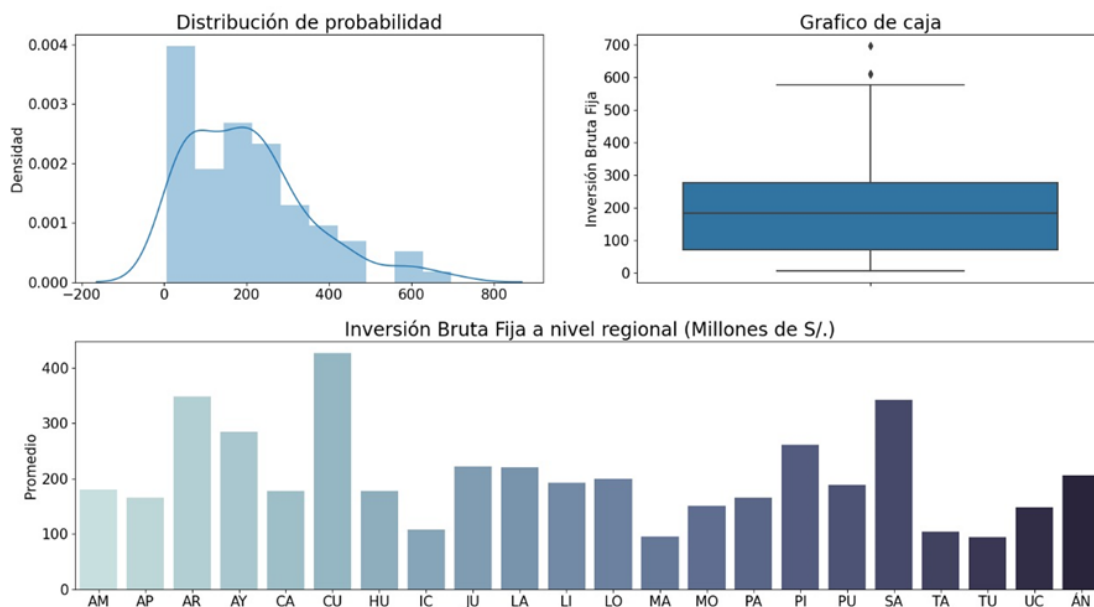 Distribución de probabilidad
Densidad
0.004
0.003
0.002
0.001
0.000
−200 0 200 400 600 800
Grafico de caja
Inversión Bruta Fija
700
600
500
400
300
200
100
0
Inversión Bruta Fija a nivel regional (Millones de S/.)
Promedio
400
300
200
100
0
AM AP AR AY CA CU HU IC JU LA LI LO MA MO PA PI PU SA TA TU UC ÁN